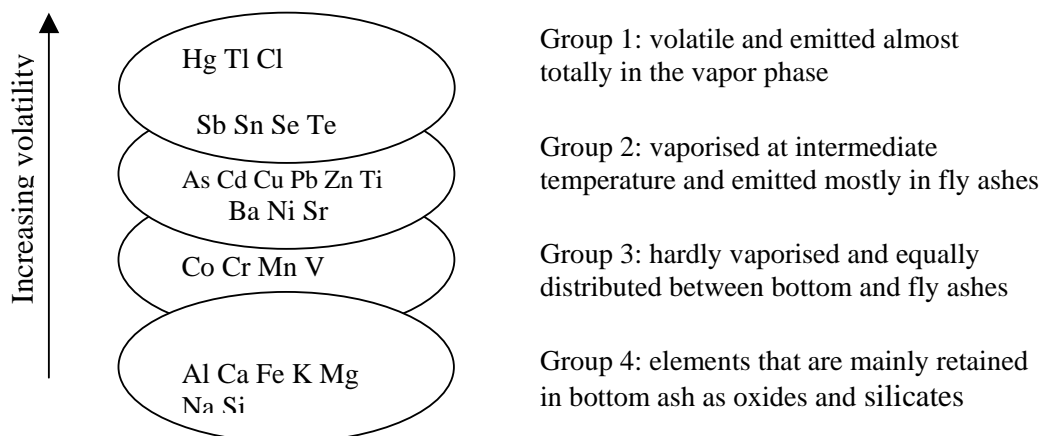 Increasing volatility
Hg Tl Cl
Sb Sn Se Te
As Cd Cu Pb Zn Ti
Ba Ni Sr
Co Cr Mn V
Al Ca Fe K Mg
Na Si
Group 1: volatile and emitted almost
totally in the vapor phase
Group 2: vaporised at intermediate
temperature and emitted mostly in fly ashes
Group 3: hardly vaporised and equally
distributed between bottom and fly ashes
Group 4: elements that are mainly retained
in bottom ash as oxides and silicates